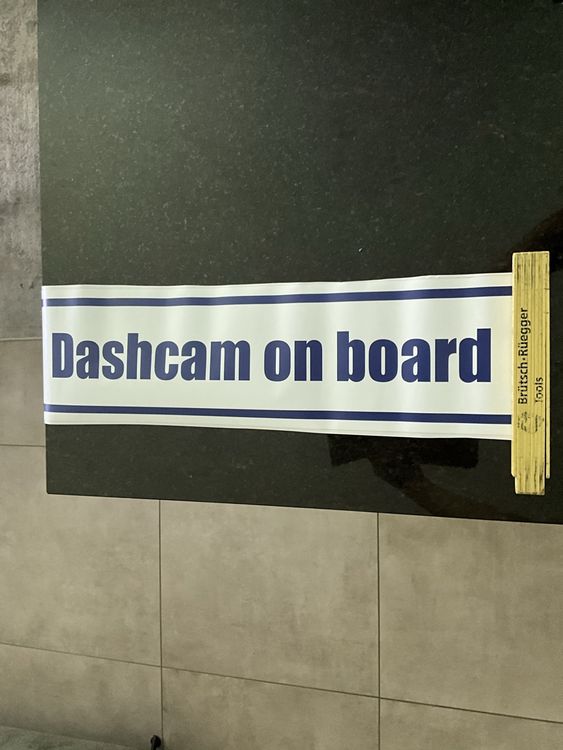 Dashcam on board
Brütsch·Rüegger
Tools